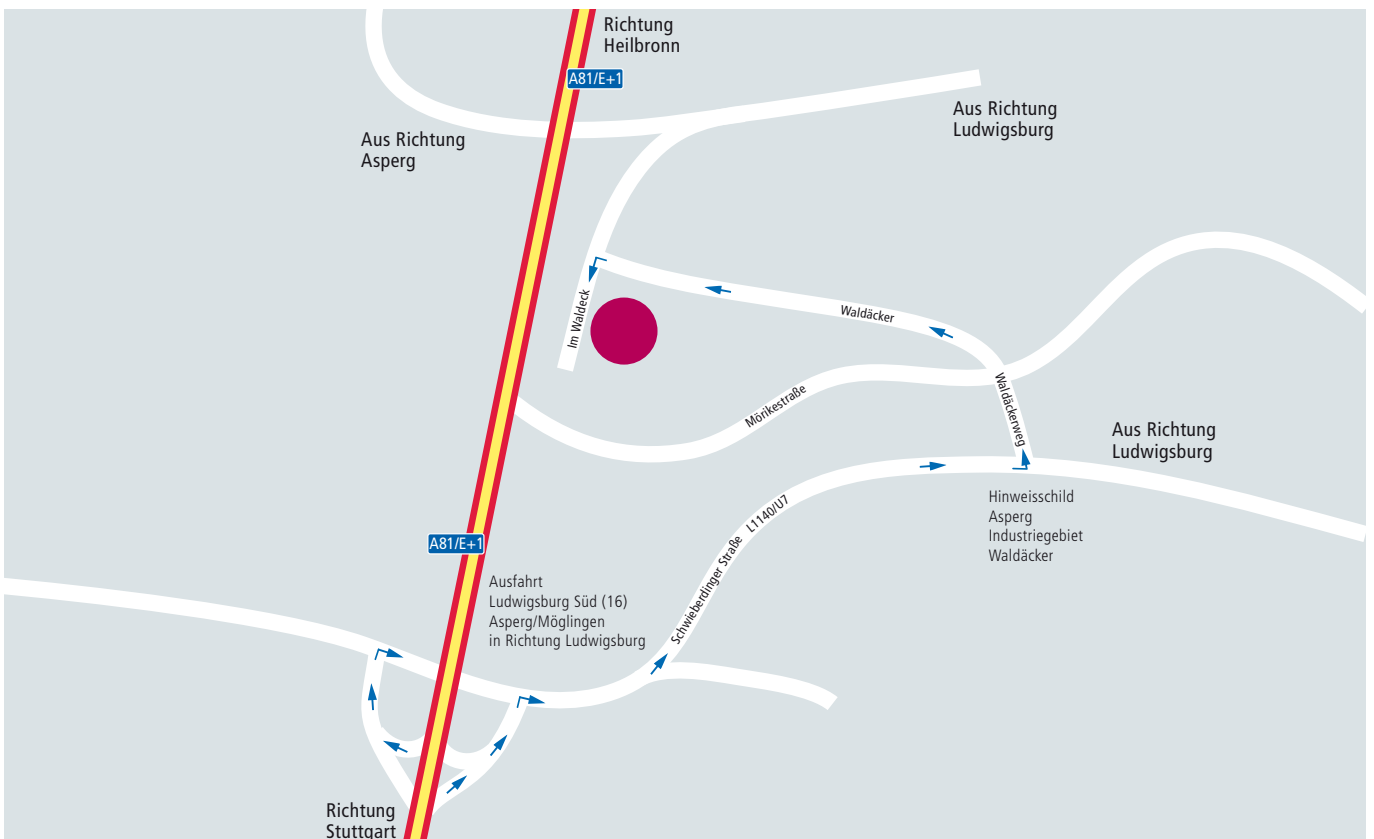 Richtung
Heilbronn
A81/E+1
Aus Richtung
Ludwigsburg
Aus Richtung
Asperg
Im Waldeck
Waldäcker
Mörikestraße
Waldäckerweg
Aus Richtung
Ludwigsburg
Hinweisschild
Asperg
Industriegebiet
Waldäcker
Schwieberdinger Straße L1140/U7
A81/E+1
Ausfahrt
Ludwigsburg Süd (16)
Asperg/Möglingen
in Richtung Ludwigsburg
Richtung
Stuttgart